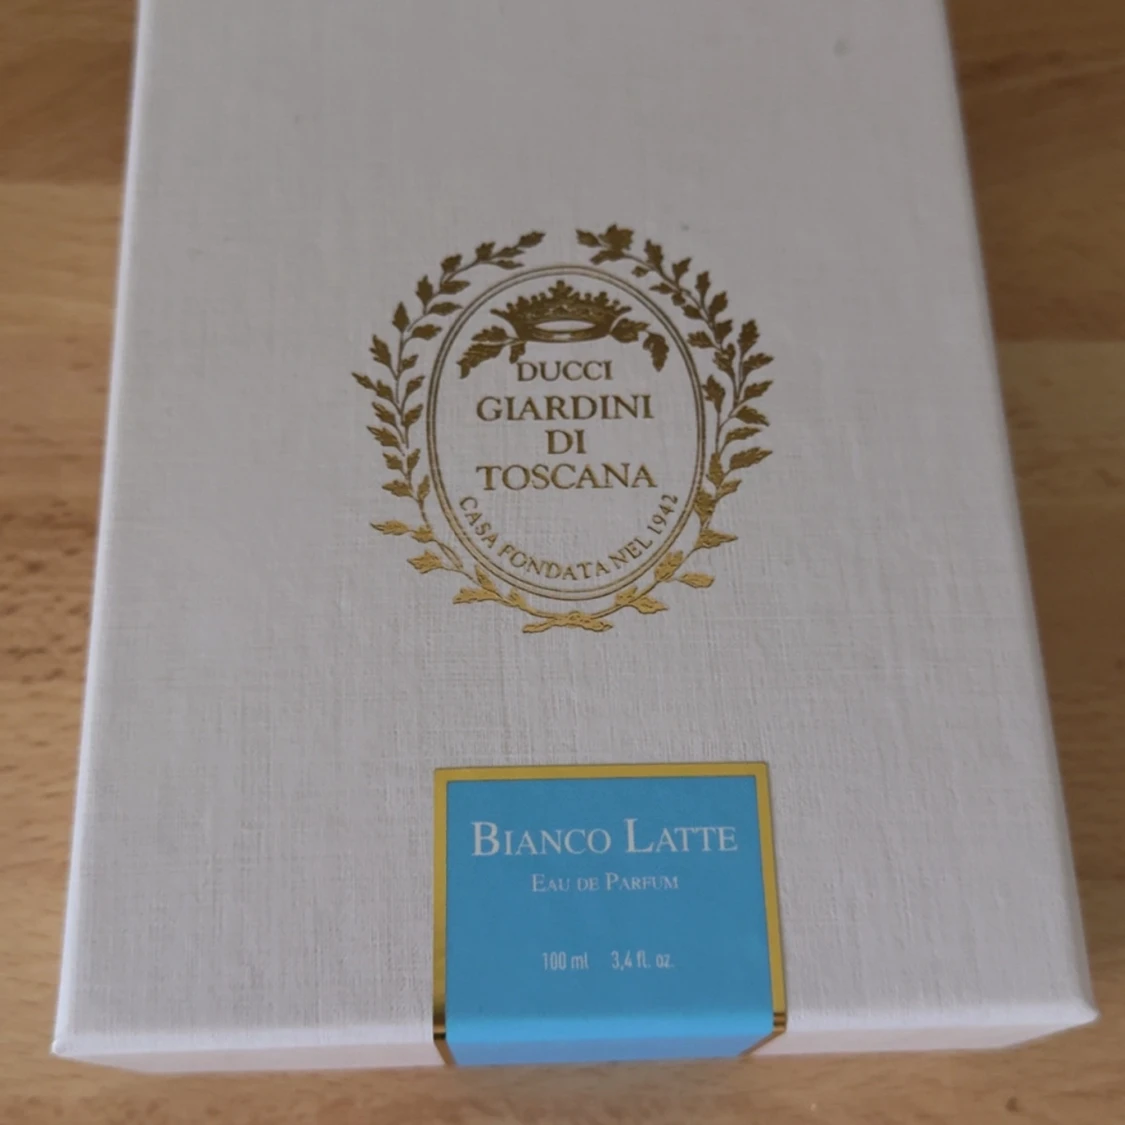 DUCCI
GIARDINI
DI
TOSCANA
CASA FONDATA NEL 1942
BIANCO LATTE
EAU DE PARFUM
100 ml 3,4 fl. oz.